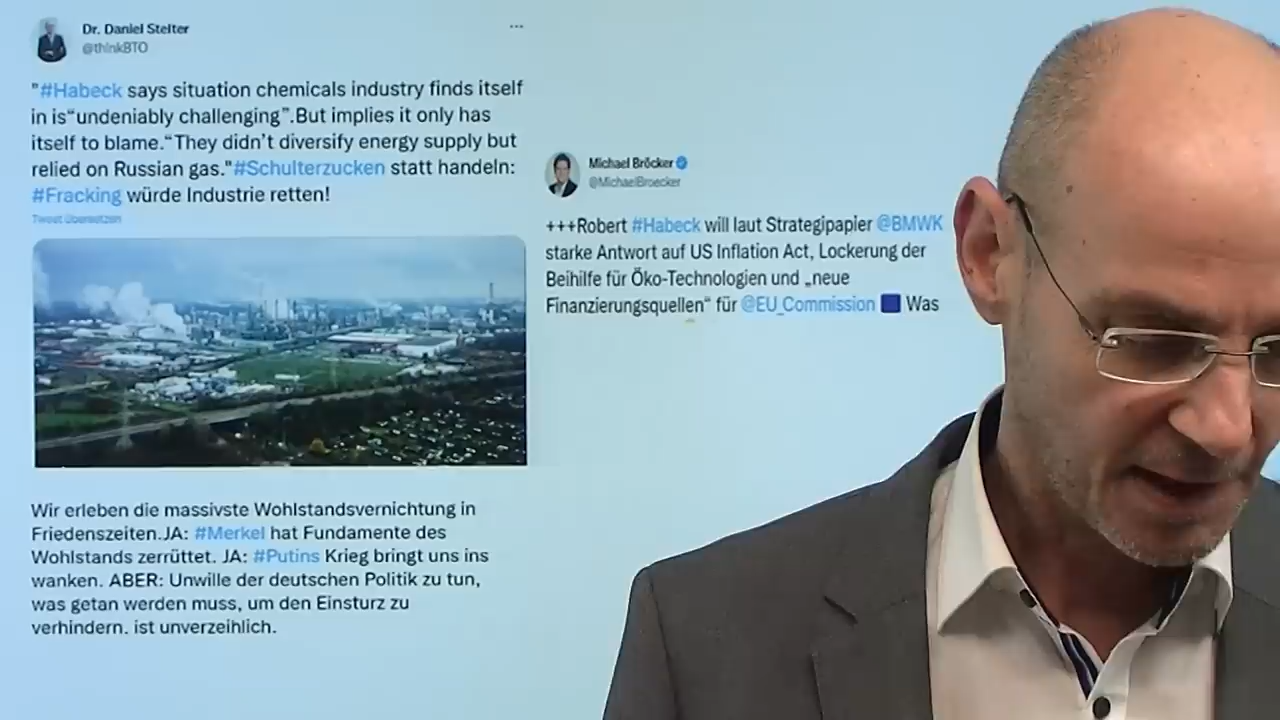 Dr. Daniel Stelter
@thinkBTO
"#Habeck says situation chemicals industry finds itself
in is“undeniably challenging”.But implies it only has
itself to blame.“They didn’t diversify energy supply but
relied on Russian gas."#Schulterzucken statt handeln:
#Fracking würde Industrie retten!
Tweet übersetzen
Wir erleben die massivste Wohlstandsvernichtung in
Friedenszeiten.JA: #Merkel hat Fundamente des
Wohlstands zerrüttet. JA: #Putins Krieg bringt uns ins
wanken. ABER: Unwille der deutschen Politik zu tun,
was getan werden muss, um den Einsturz zu
verhindern. ist unverzeihlich.
Michael Bröcker
@MichaelBroecker
+++Robert #Habeck will laut Strategipapier @BMWK
starke Antwort auf US Inflation Act, Lockerung der
Beihilfe für Öko-Technologien und „neue
Finanzierungsquellen“ für @EU_Commission Was